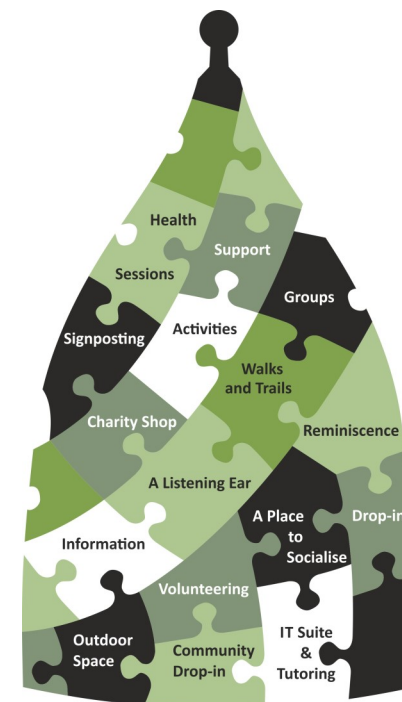 Health
Sessions
Support
Groups
Signposting
Activities
Walks
and Trails
Charity Shop
Reminiscence
A Listening Ear
A Place
to
Socialise
Drop-in
Information
Volunteering
Outdoor
Space
Community
Drop-in
IT Suite
&
Tutoring